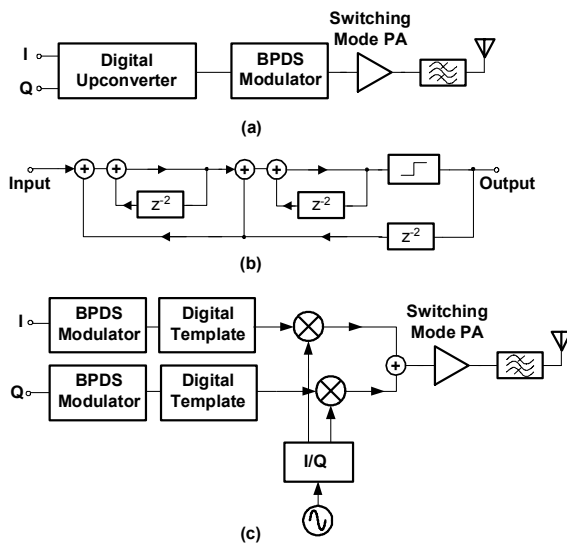 Switching
Mode PA
I
Q
Digital
Upconverter
BPDS
Modulator
(a)
Input
z-2
z-2
Output
z-2
(b)
I
BPDS
Modulator
Digital
Template
Switching
Mode PA
Q
BPDS
Modulator
Digital
Template
I/Q
(c)